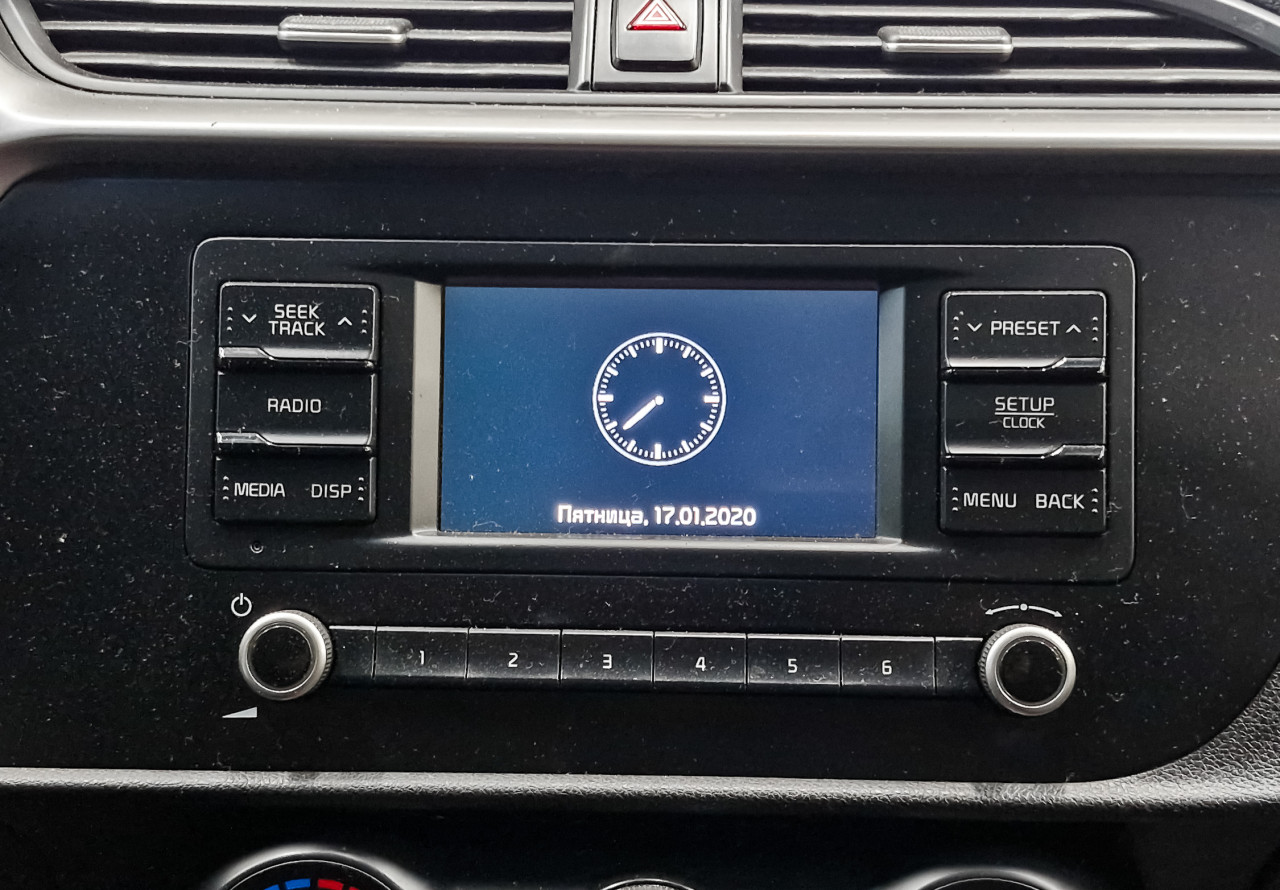 SEEK
TRACK
RADIO
MEDIA DISP
Пятница, 17.01.2020
PRESET
SETUP
CLOCK
MENU BACK
1 2 3 4 5 6